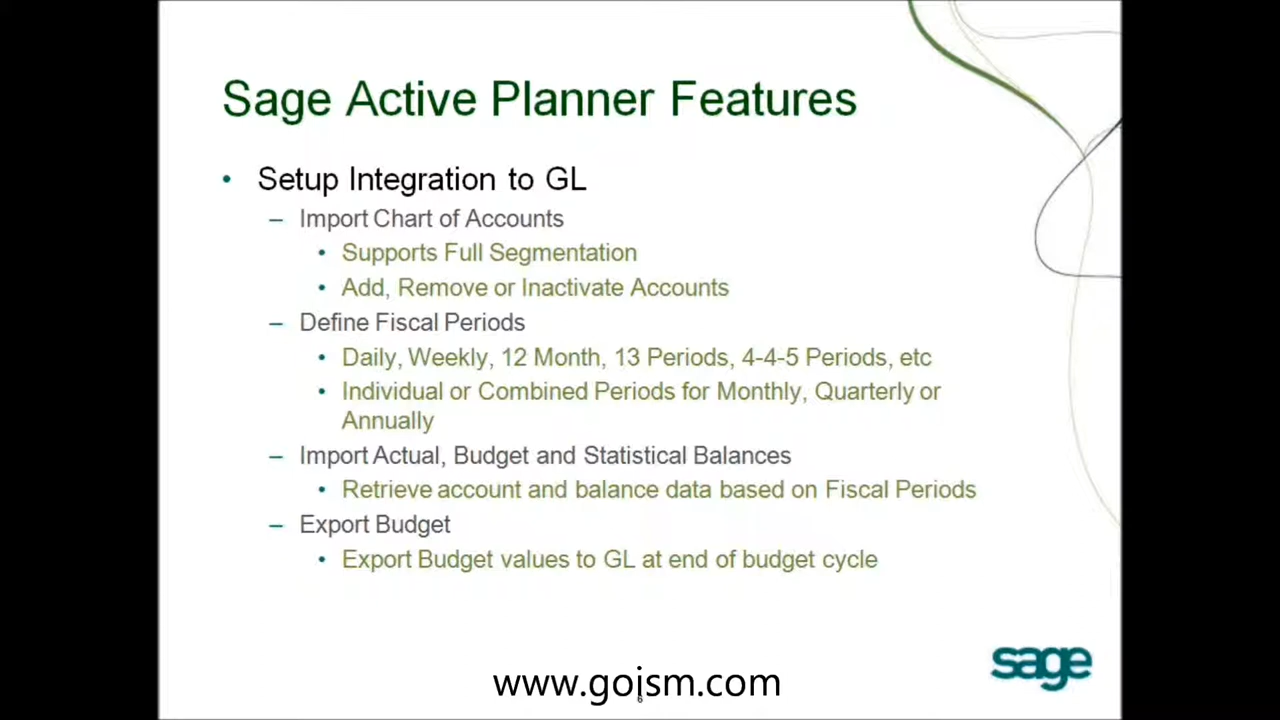 Sage Active Planner Features
• Setup Integration to GL
– Import Chart of Accounts
• Supports Full Segmentation
• Add, Remove or Inactivate Accounts
– Define Fiscal Periods
• Daily, Weekly, 12 Month, 13 Periods, 4-4-5 Periods, etc
• Individual or Combined Periods for Monthly, Quarterly or
Annually
– Import Actual, Budget and Statistical Balances
• Retrieve account and balance data based on Fiscal Periods
– Export Budget
• Export Budget values to GL at end of budget cycle
sage
www.gojsm.com